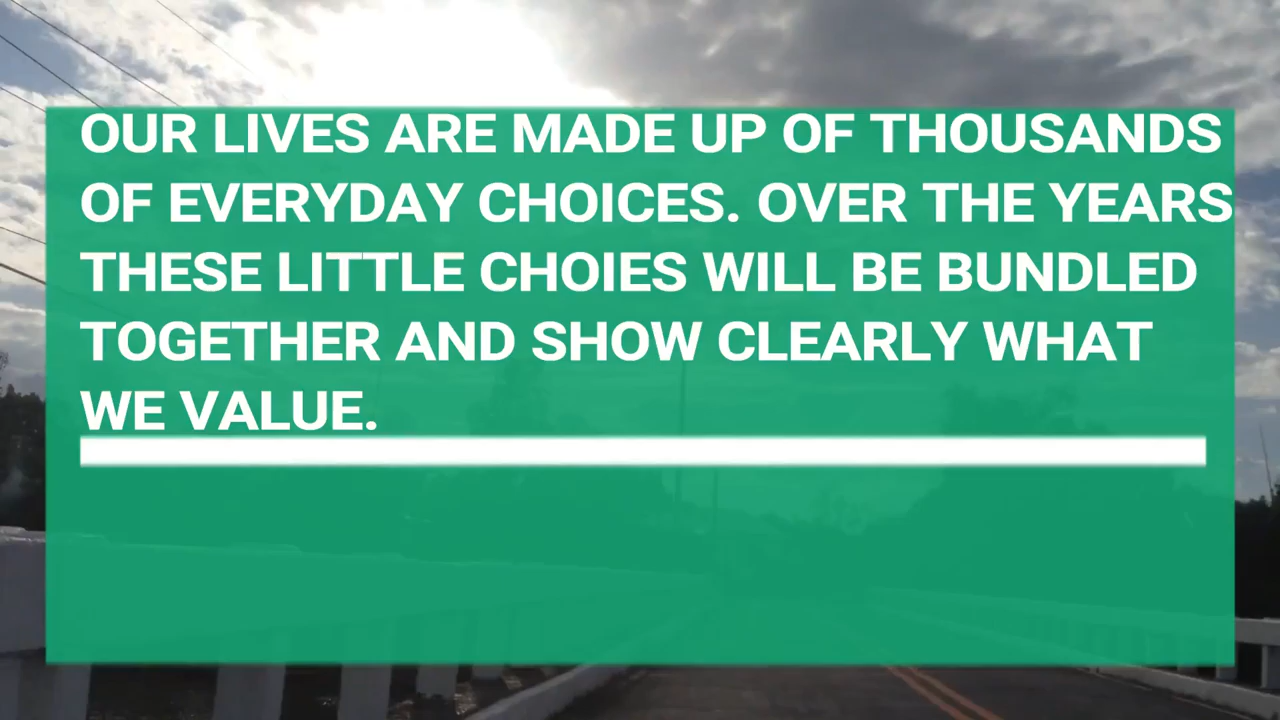 OUR LIVES ARE MADE UP OF THOUSANDS
OF EVERYDAY CHOICES. OVER THE YEARS
THESE LITTLE CHOIES WILL BE BUNDLED
TOGETHER AND SHOW CLEARLY WHAT
WE VALUE.